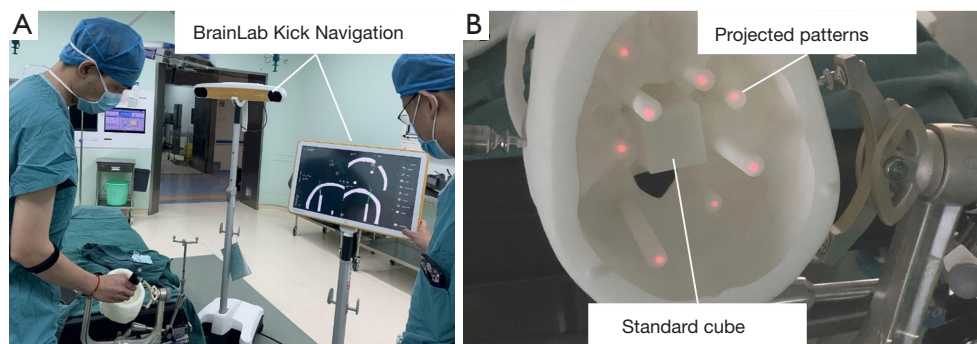 A
BrainLab Kick Navigation
B
Projected patterns
Standard cube